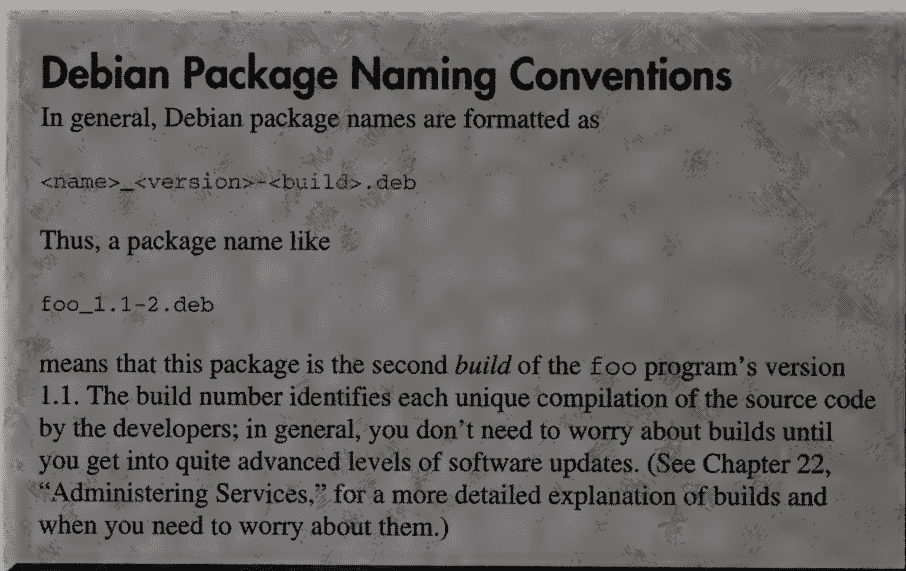 Debian Package Naming Conventions
In general, Debian package names are formatted as
<name>_<version>-<build>.deb
Thus, a package name like
foo_1.1-2.deb
means that this package is the second build of the foo program's version
1.1. The build number identifies each unique compilation of the source code
by the developers; in general, you don't need to worry about builds until
you get into quite advanced levels of software updates. (See Chapter 22,
“Administering Services,” for a more detailed explanation of builds and
when you need to worry about them.)